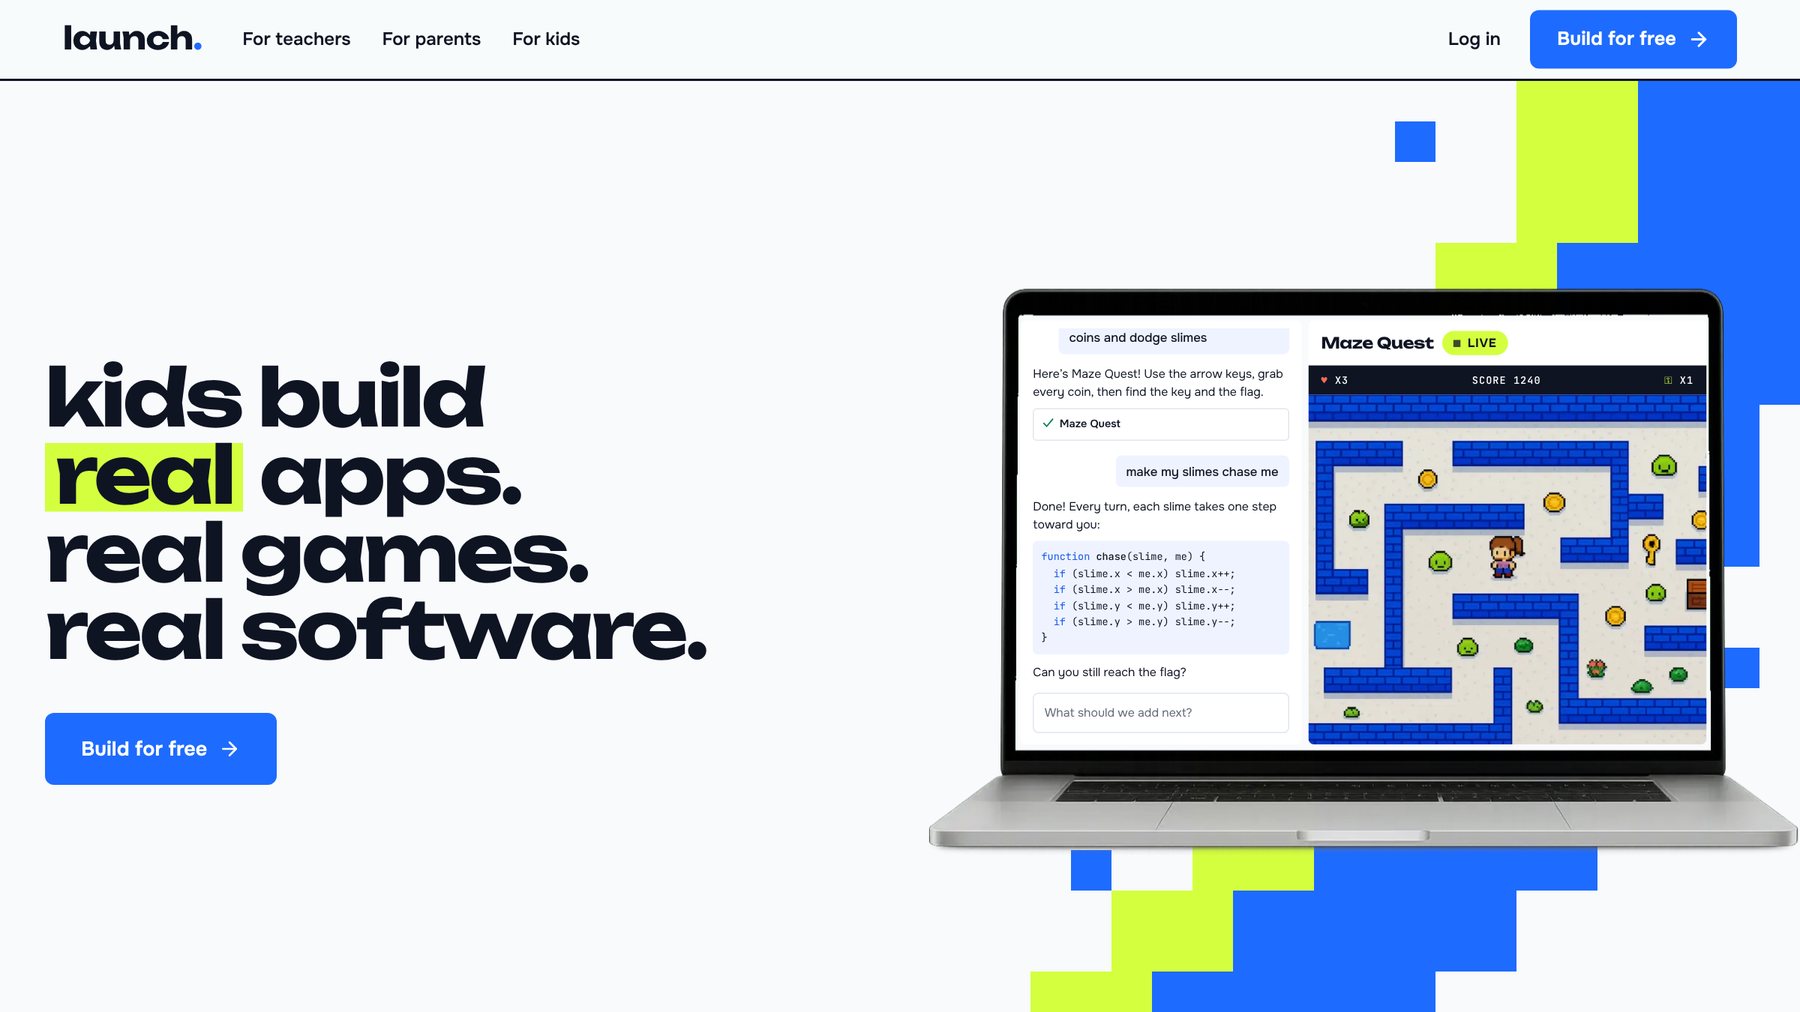 launch.
For teachers
For parents
For kids
Log in
Build for free
kids build
real apps.
real games.
real software.
Build for free
coins and dodge slimes
Here's Maze Quest! Use the arrow keys, grab
every coin, then find the key and the flag.
Maze Quest
make my slimes chase me
Done! Every turn, each slime takes one step
toward you:
function chase(slime, me) {
if (slime.x < me.x) slime.x++;
if (slime.x > me.x) slime.x--;
if (slime.y < me.y) slime.y++;
if (slime.y > me.y) slime.y--;
}
Can you still reach the flag?
What should we add next?
Maze Quest
LIVE
X3
SCORE 1240
X1